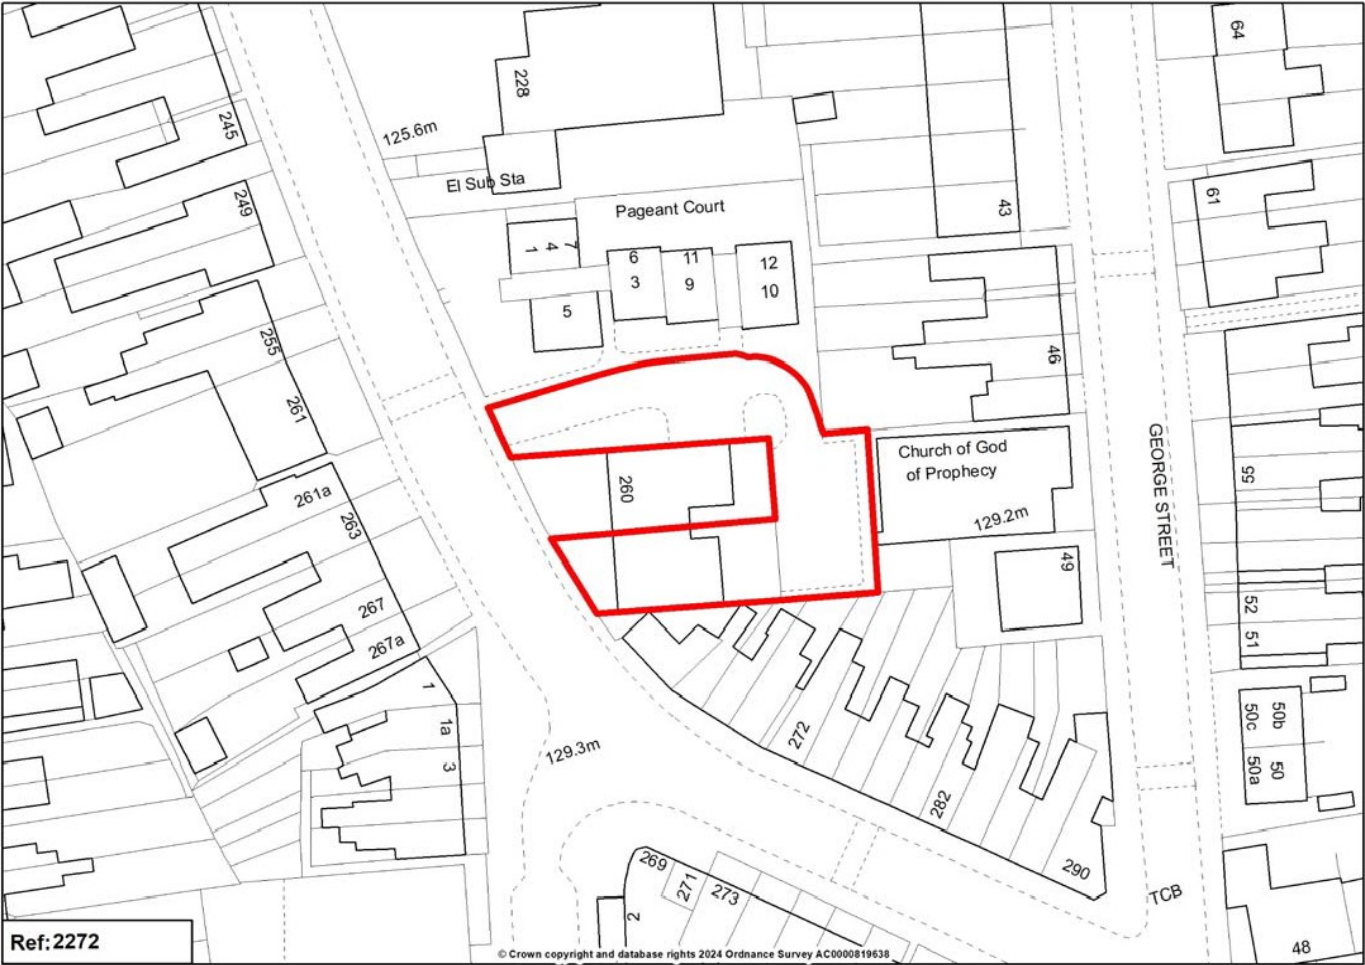 64
228
245
125.6m
El Sub Sta
249
Pageant Court
43
61
1 4 7
6
3
11
9
12
10
5
255
46
261
GEORGE STREET
Church of God
of Prophecy
55
260
261a
263
129.2m
49
267
267a
52
51
1
1a
3
272
129.3m
50c
50b
50a
50
282
290
269
271
273
2
TCB
48
Ref:2272
© Crown copyright and database rights 2024 Ordnance Survey AC0000819638